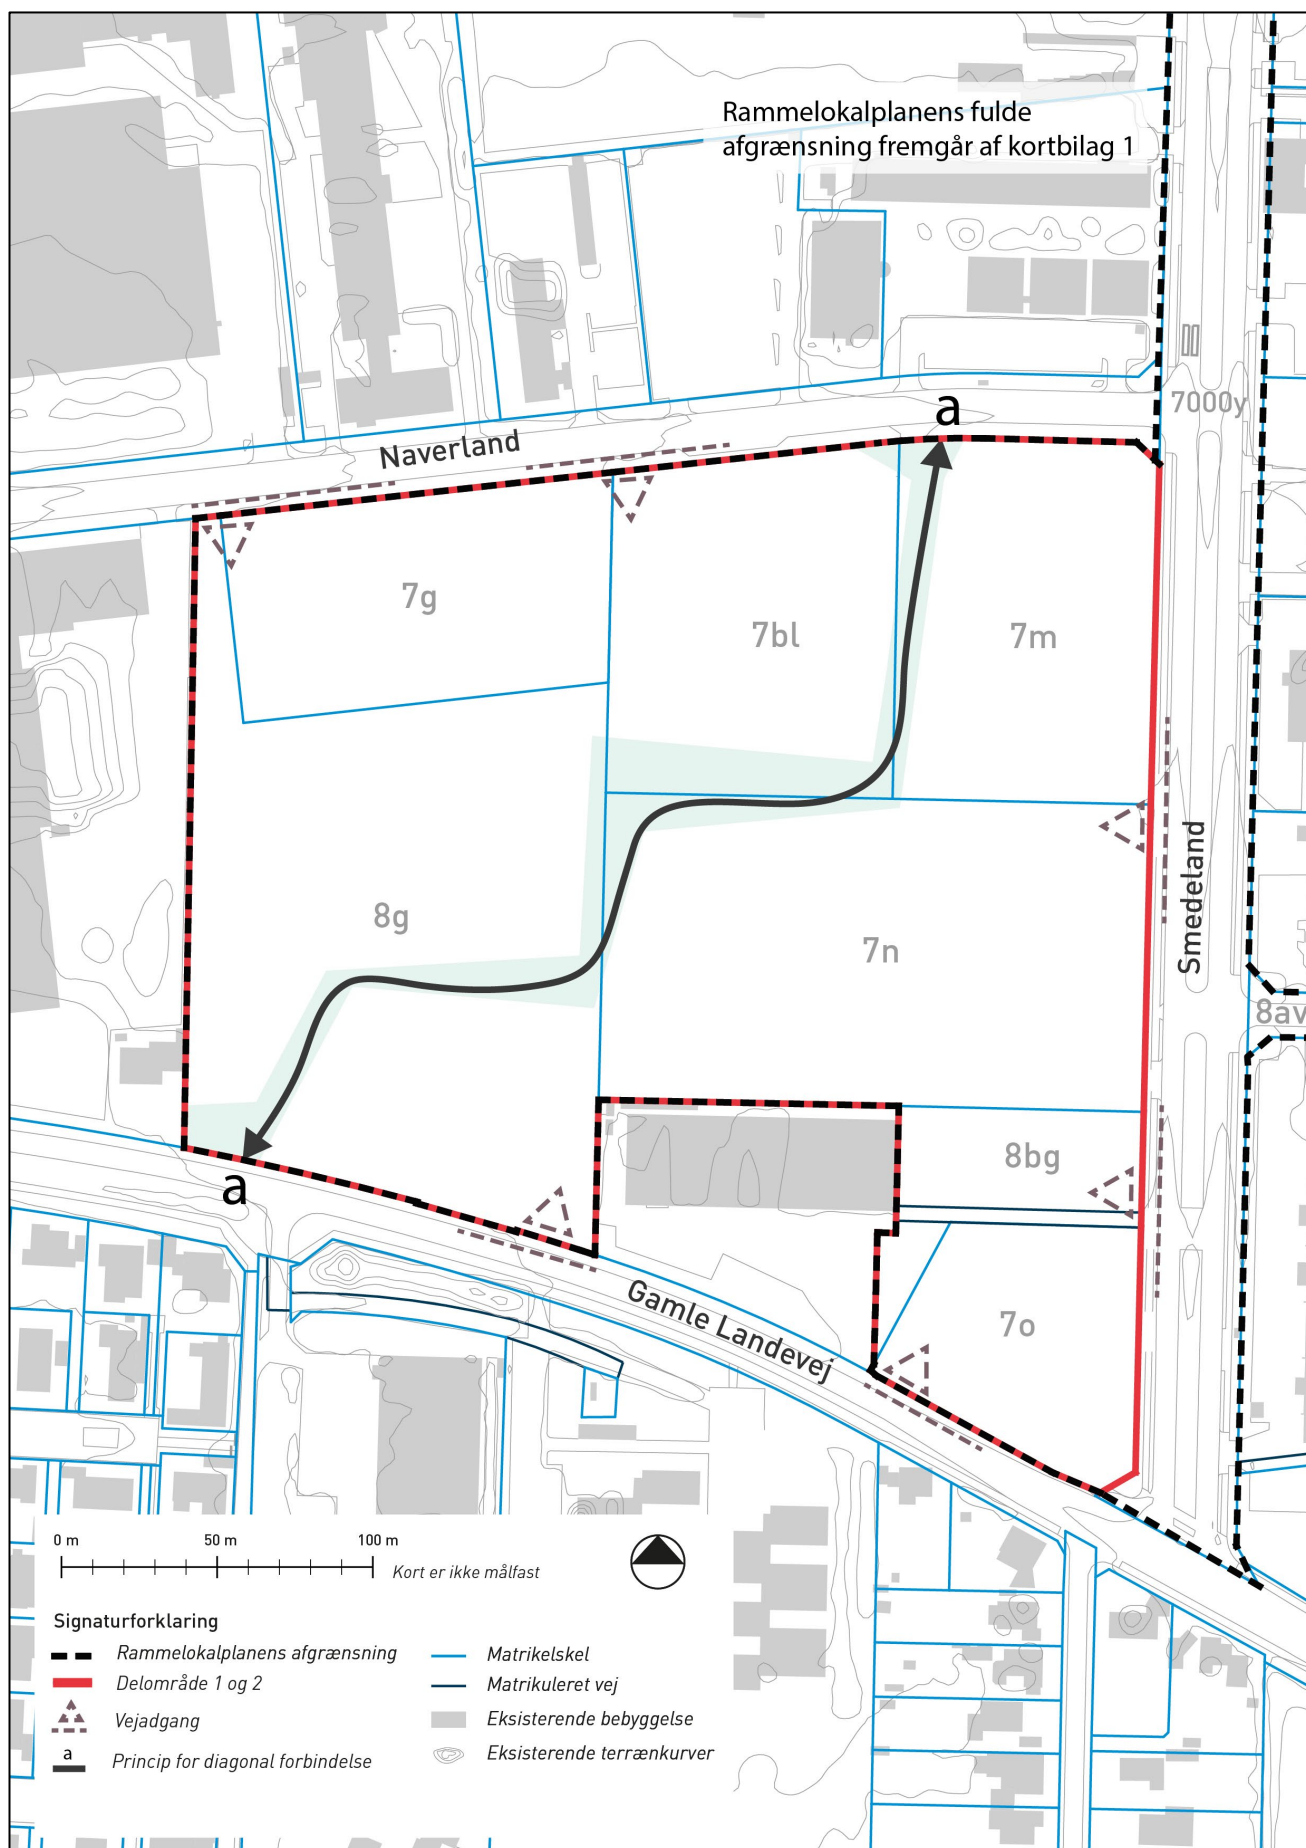 Rammelokalplanens fulde
afgrænsning fremgår af kortbilag 1
7000y
a
Naverland
7g
7bl
7m
Smedeland
8g
7n
8av
8bg
a
Gamle Landevej
7o
0 m 50 m 100 m
Kort er ikke målfast
Signaturforklaring
Rammelokalplanens afgrænsning
Delområde 1 og 2
Vejadgang
a Princip for diagonal forbindelse
Matrikelskel
Matrikuleret vej
Eksisterende bebyggelse
Eksisterende terrænkurver